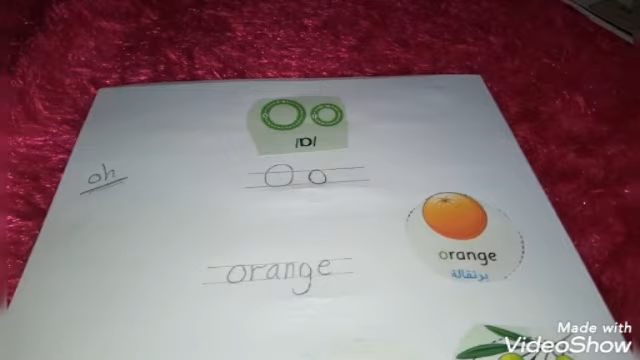 Oo
/ɒ/
oh
Oo
orange
orange
برتقالة
Made with
VideoShow